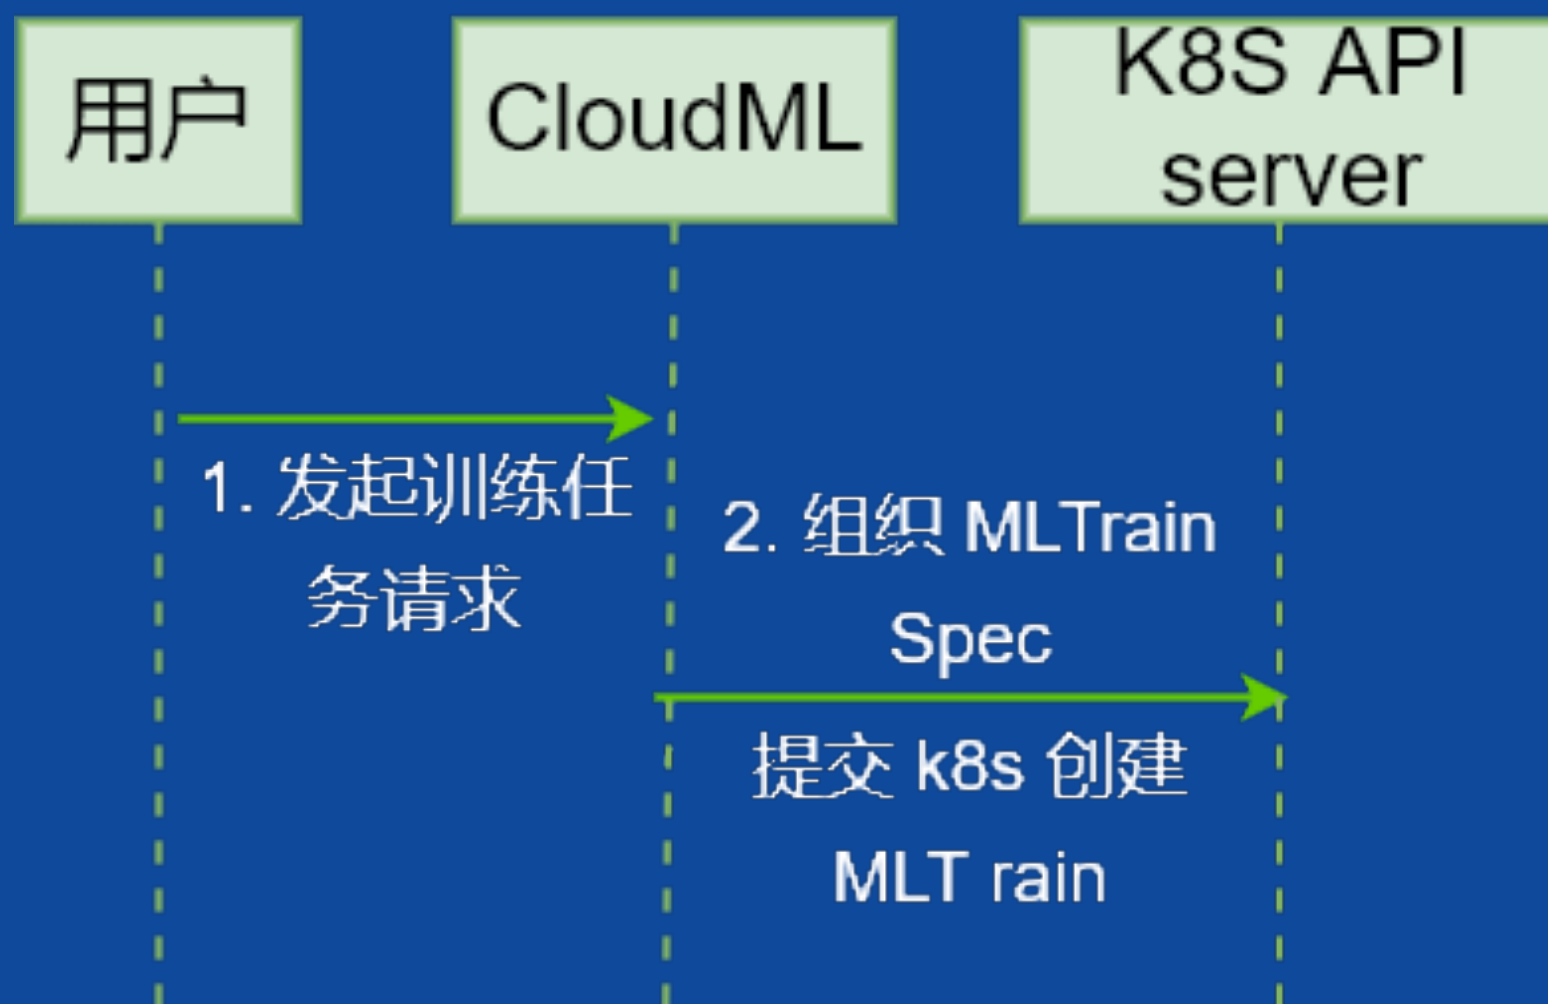 用户
CloudML
K8S API
server
1. 发起训练任
务请求
2. 组织 MLTrain
Spec
提交 k8s 创建
MLT rain